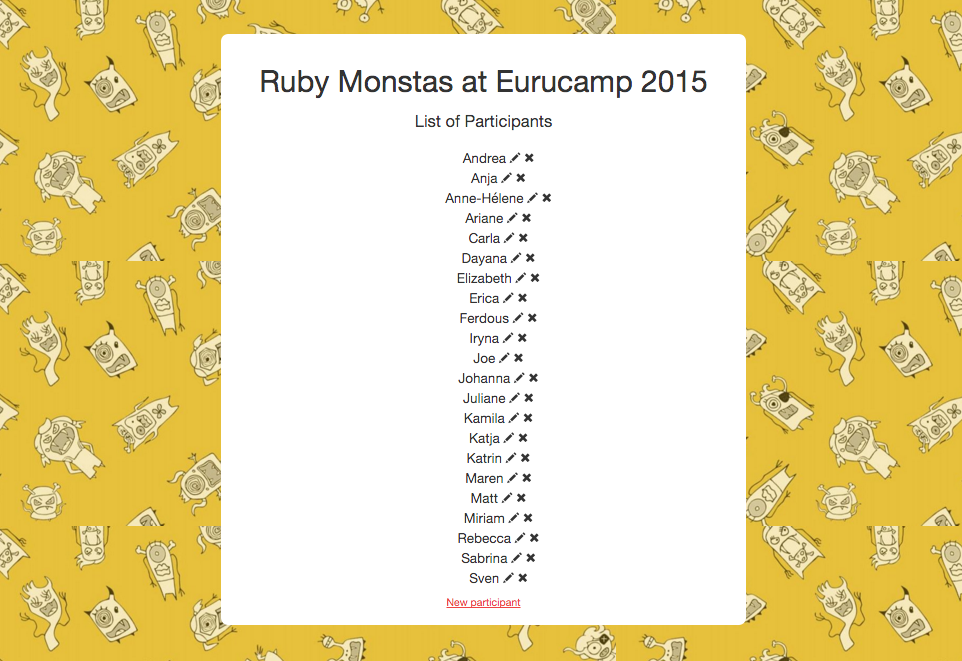 Ruby Monstas at Eurucamp 2015
List of Participants
Andrea
Anja
Anne-Hélene
Ariane
Carla
Dayana
Elizabeth
Erica
Ferdous
Iryna
Joe
Johanna
Juliane
Kamila
Katja
Katrin
Maren
Matt
Miriam
Rebecca
Sabrina
Sven
New participant